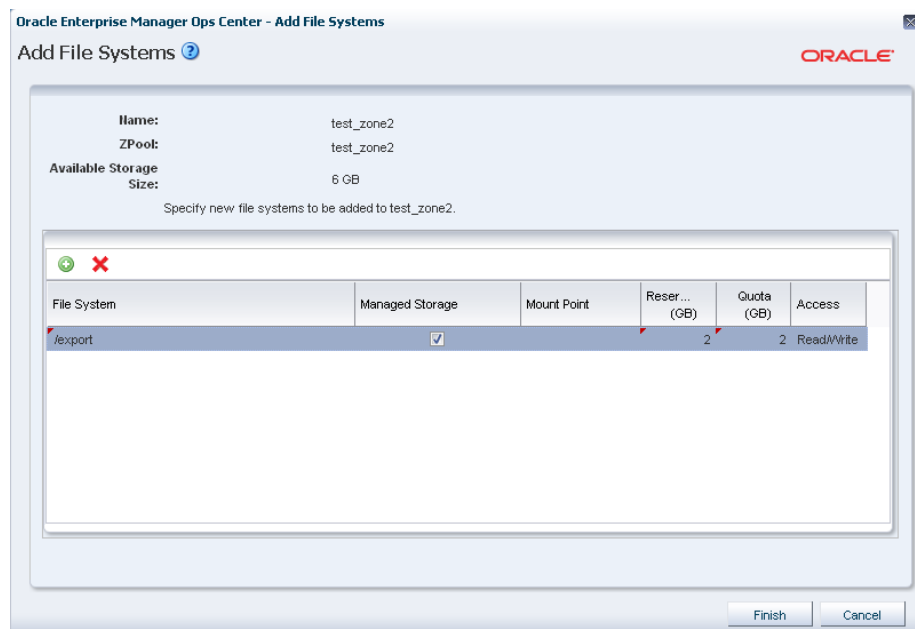 Oracle Enterprise Manager Ops Center - Add File Systems
Add File Systems ?
ORACLE'
Name: test_zone2
ZPool: test_zone2
Available Storage
Size: 6 GB
Specify new file systems to be added to test_zone2.
File System Managed Storage Mount Point Reser... (GB) Quota (GB) Access
/export 2 2 Read/Write
Finish Cancel